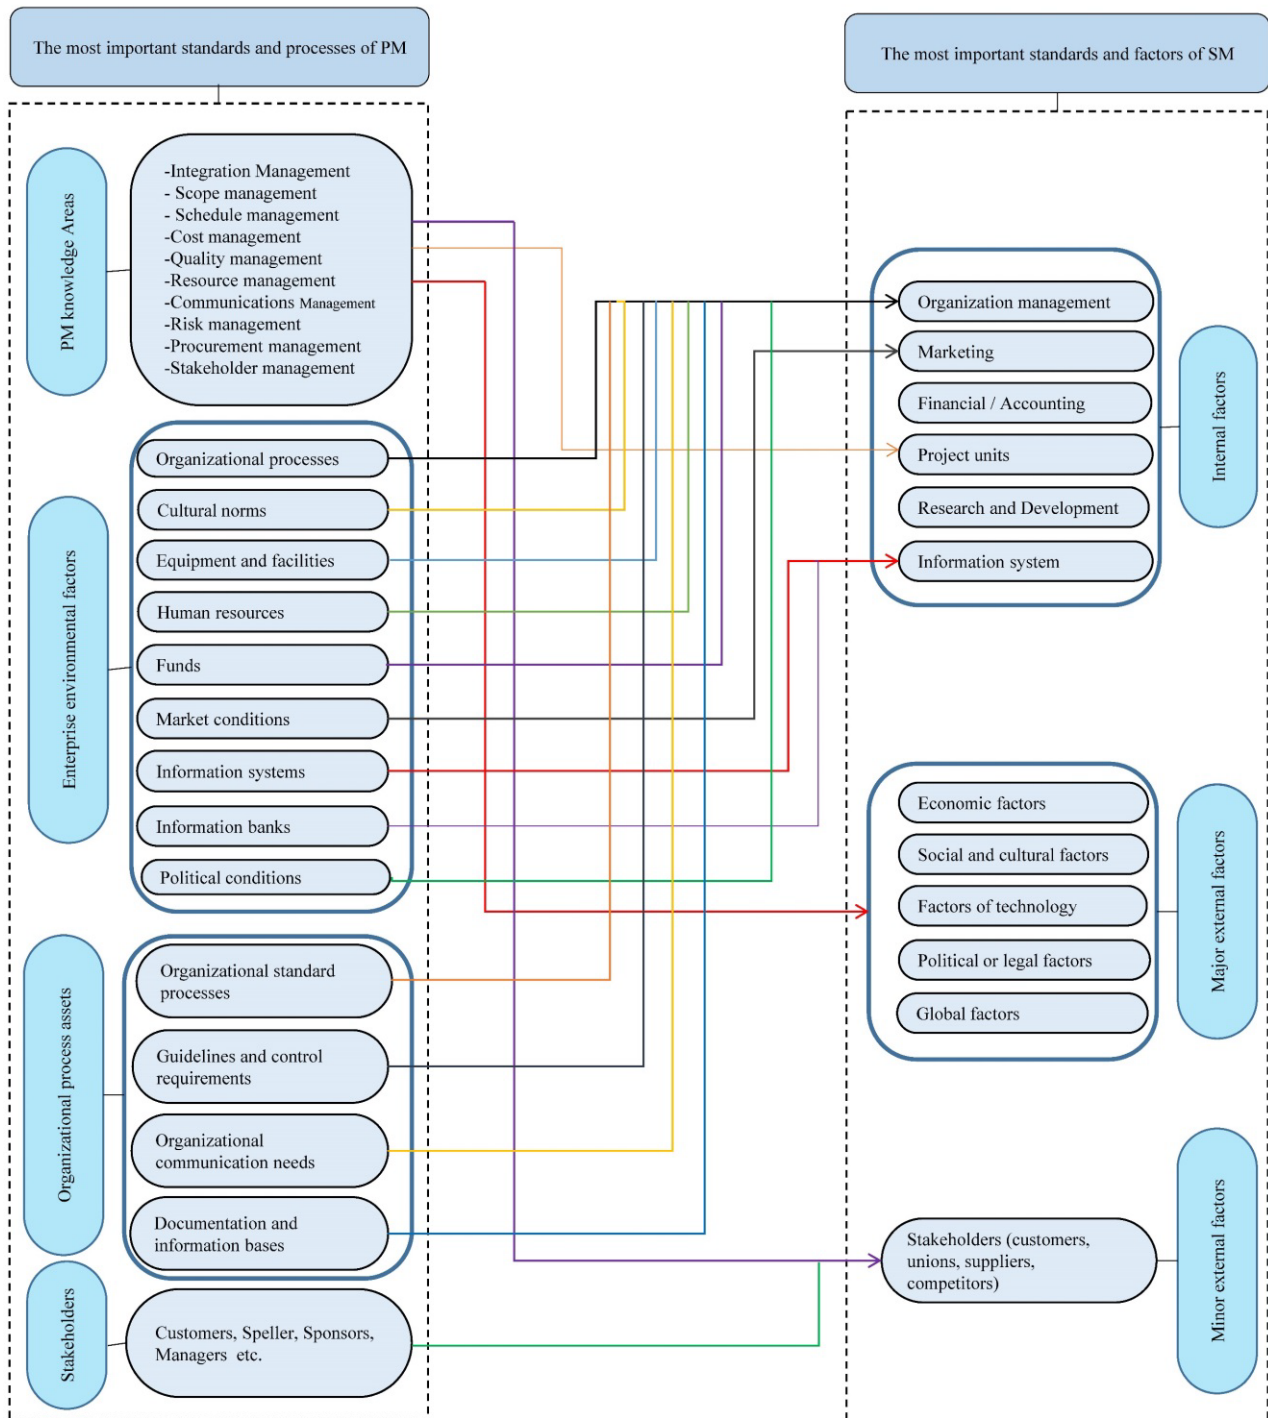 The most important standards and processes of PM
The most important standards and factors of SM
PM knowledge Areas
-Integration Management
- Scope management
- Schedule management
-Cost management
-Quality management
-Resource management
-Communications Management
-Risk management
-Procurement management
-Stakeholder management
Enterprise environmental factors
Organizational processes
Cultural norms
Equipment and facilities
Human resources
Funds
Market conditions
Information systems
Information banks
Political conditions
Organizational process assets
Organizational standard
processes
Guidelines and control
requirements
Organizational
communication needs
Documentation and
information bases
Stakeholders
Customers, Speller, Sponsors,
Managers etc.
Organization management
Marketing
Financial / Accounting
Project units
Research and Development
Information system
Internal factors
Economic factors
Social and cultural factors
Factors of technology
Political or legal factors
Global factors
Major external factors
Stakeholders (customers,
unions, suppliers,
competitors)
Minor external factors